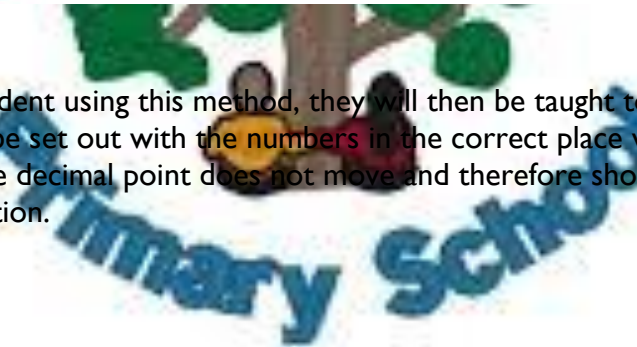 dent using this method, they will then be taught to
be set out with the numbers in the correct place
e decimal point does not move and therefore sho
tion.
Primary School